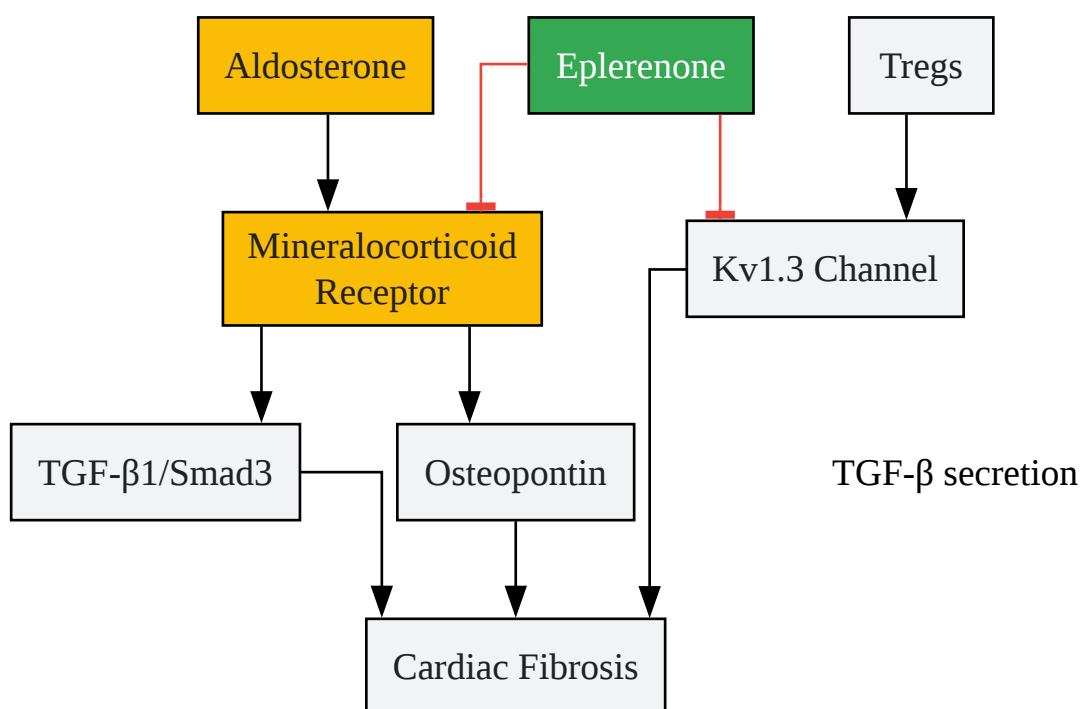 Aldosterone
Eplerenone
Tregs
Mineralocorticoid
Receptor
Kv1.3 Channel
TGF-β1/Smad3
Osteopontin
TGF-β secretion
Cardiac Fibrosis